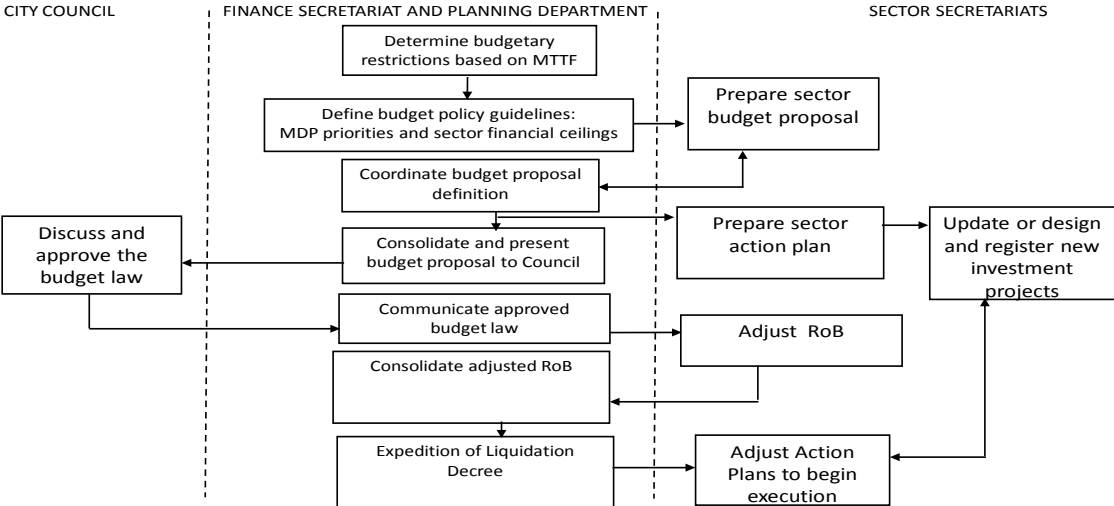 CITY COUNCIL
FINANCE SECRETARIAT AND PLANNING DEPARTMENT
SECTOR SECRETARIATS
Determine budgetary
restrictions based on MTTF
Define budget policy guidelines:
MDP priorities and sector financial ceilings
Prepare sector
budget proposal
Coordinate budget proposal
definition
Prepare sector
action plan
Update or design
and register new
investment
projects
Consolidate and present
budget proposal to Council
Discuss and
approve the
budget law
Communicate approved
budget law
Adjust RoB
Consolidate adjusted RoB
Expedition of Liquidation
Decree
Adjust Action
Plans to begin
execution